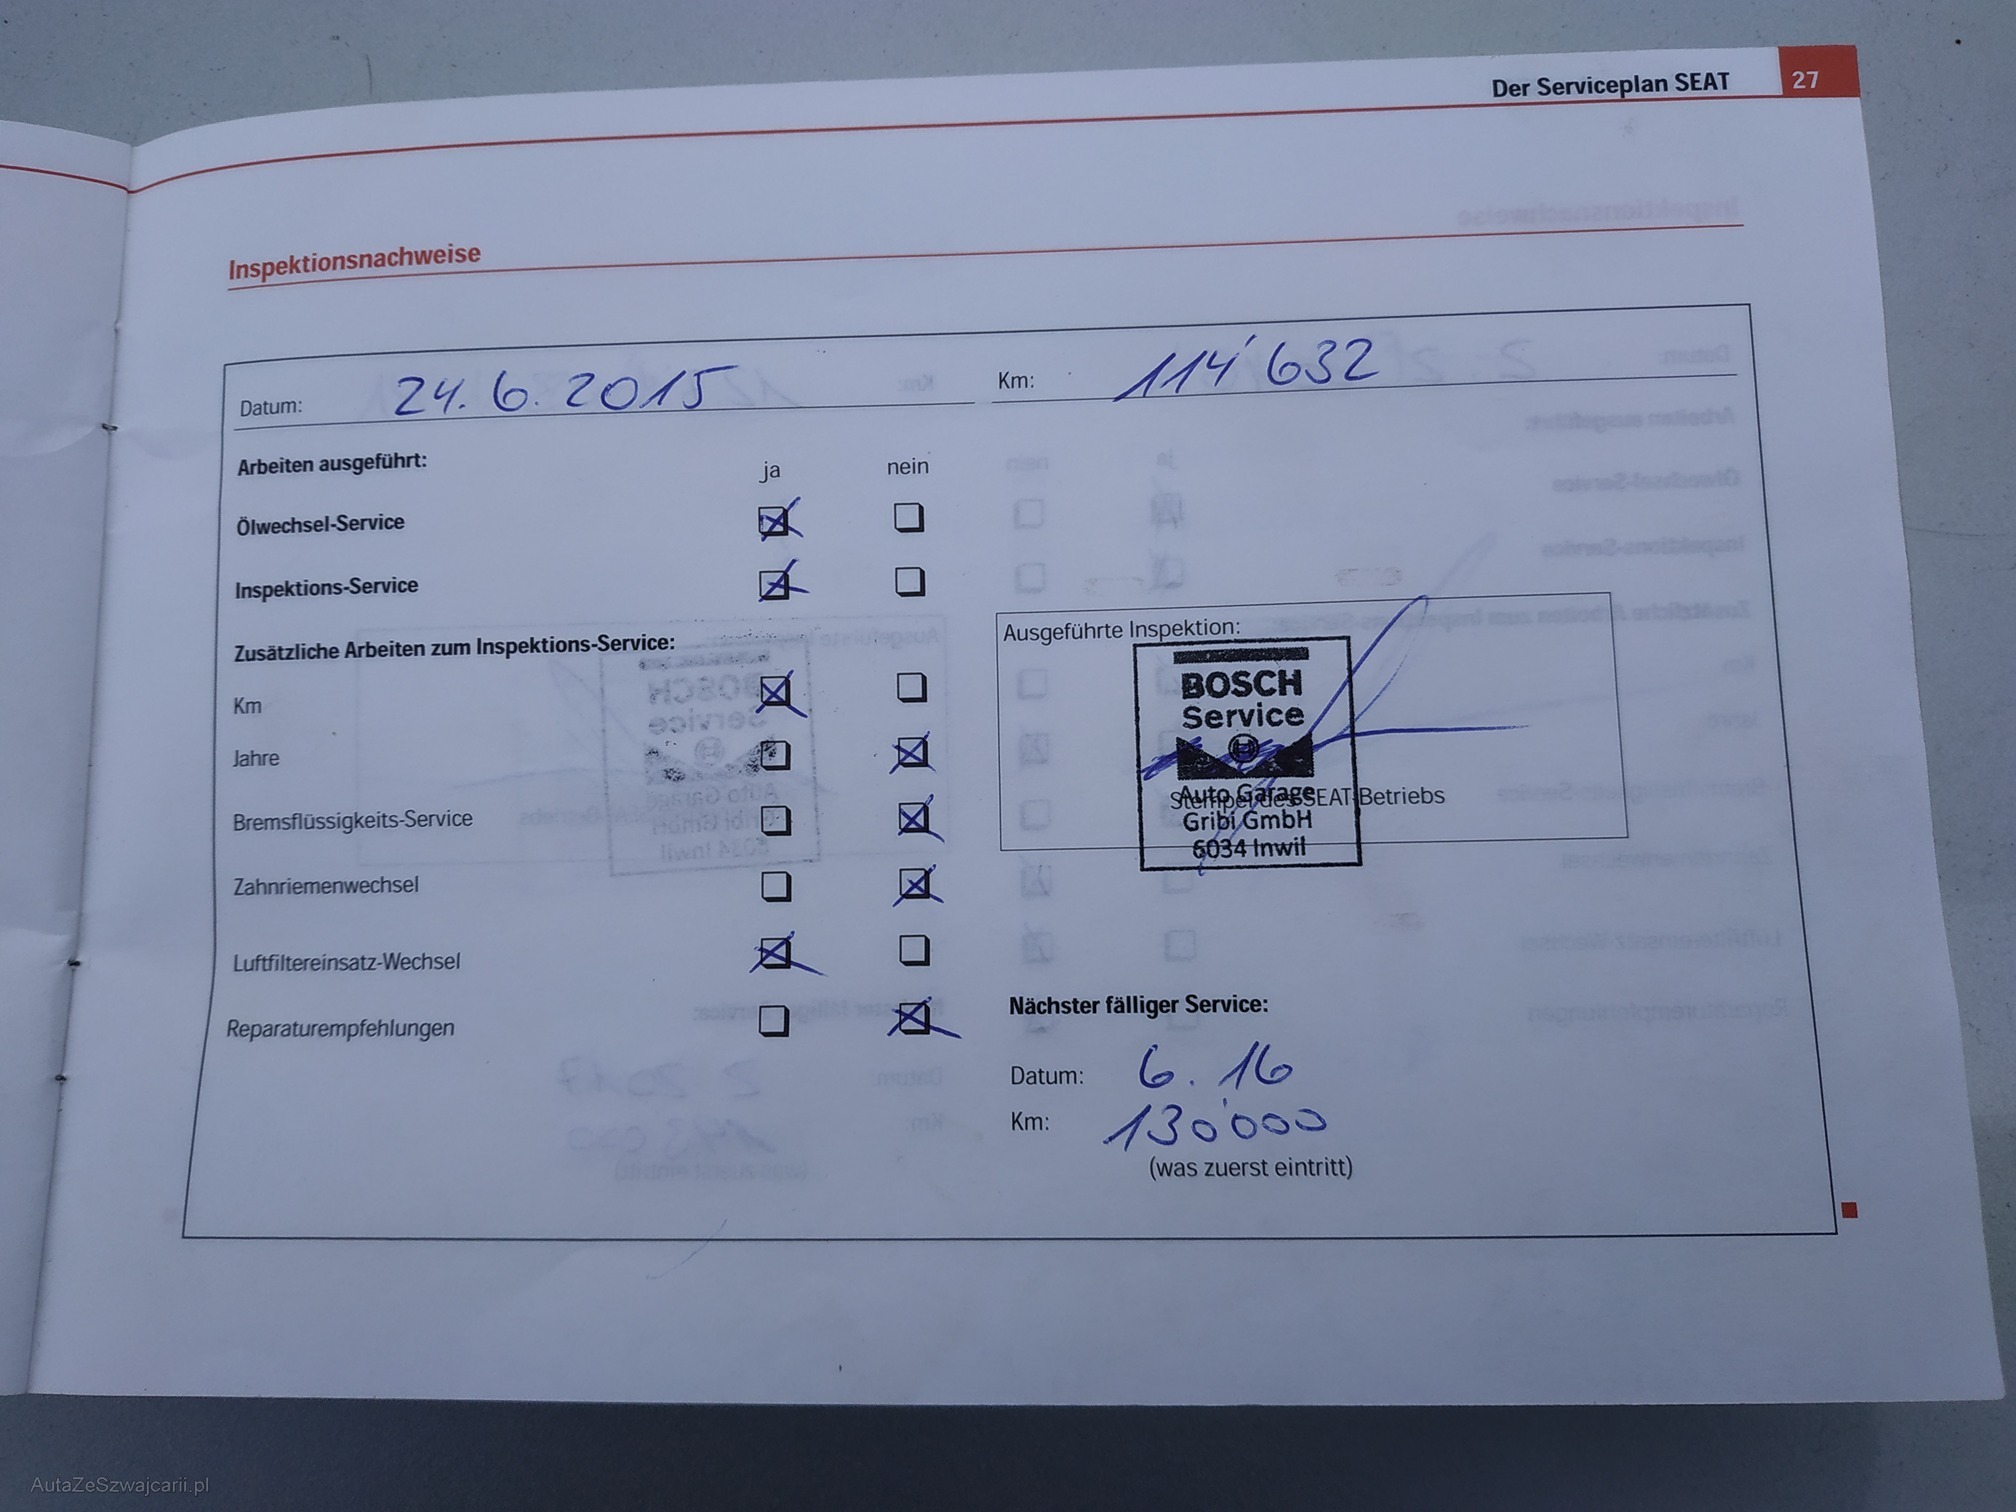 Der Serviceplan SEAT 27
Inspektionsnachweise
Datum: 24.6.2015 Km: 114'632
Arbeiten ausgeführt: ja nein
Ölwechsel-Service
Inspektions-Service
Zusätzliche Arbeiten zum Inspektions-Service:
Km
Jahre
Bremsflüssigkeits-Service
Zahnriemenwechsel
Luftfiltereinsatz-Wechsel
Reparaturempfehlungen
Ausgeführte Inspektion:
BOSCH
Service
Auto Garage
Stempel des SEAT-Betriebs
Gribi GmbH
6034 Inwil
Nächster fälliger Service:
Datum: 6.16
Km: 130'000
(was zuerst eintritt)
AutaZeSzwajcarii.pl